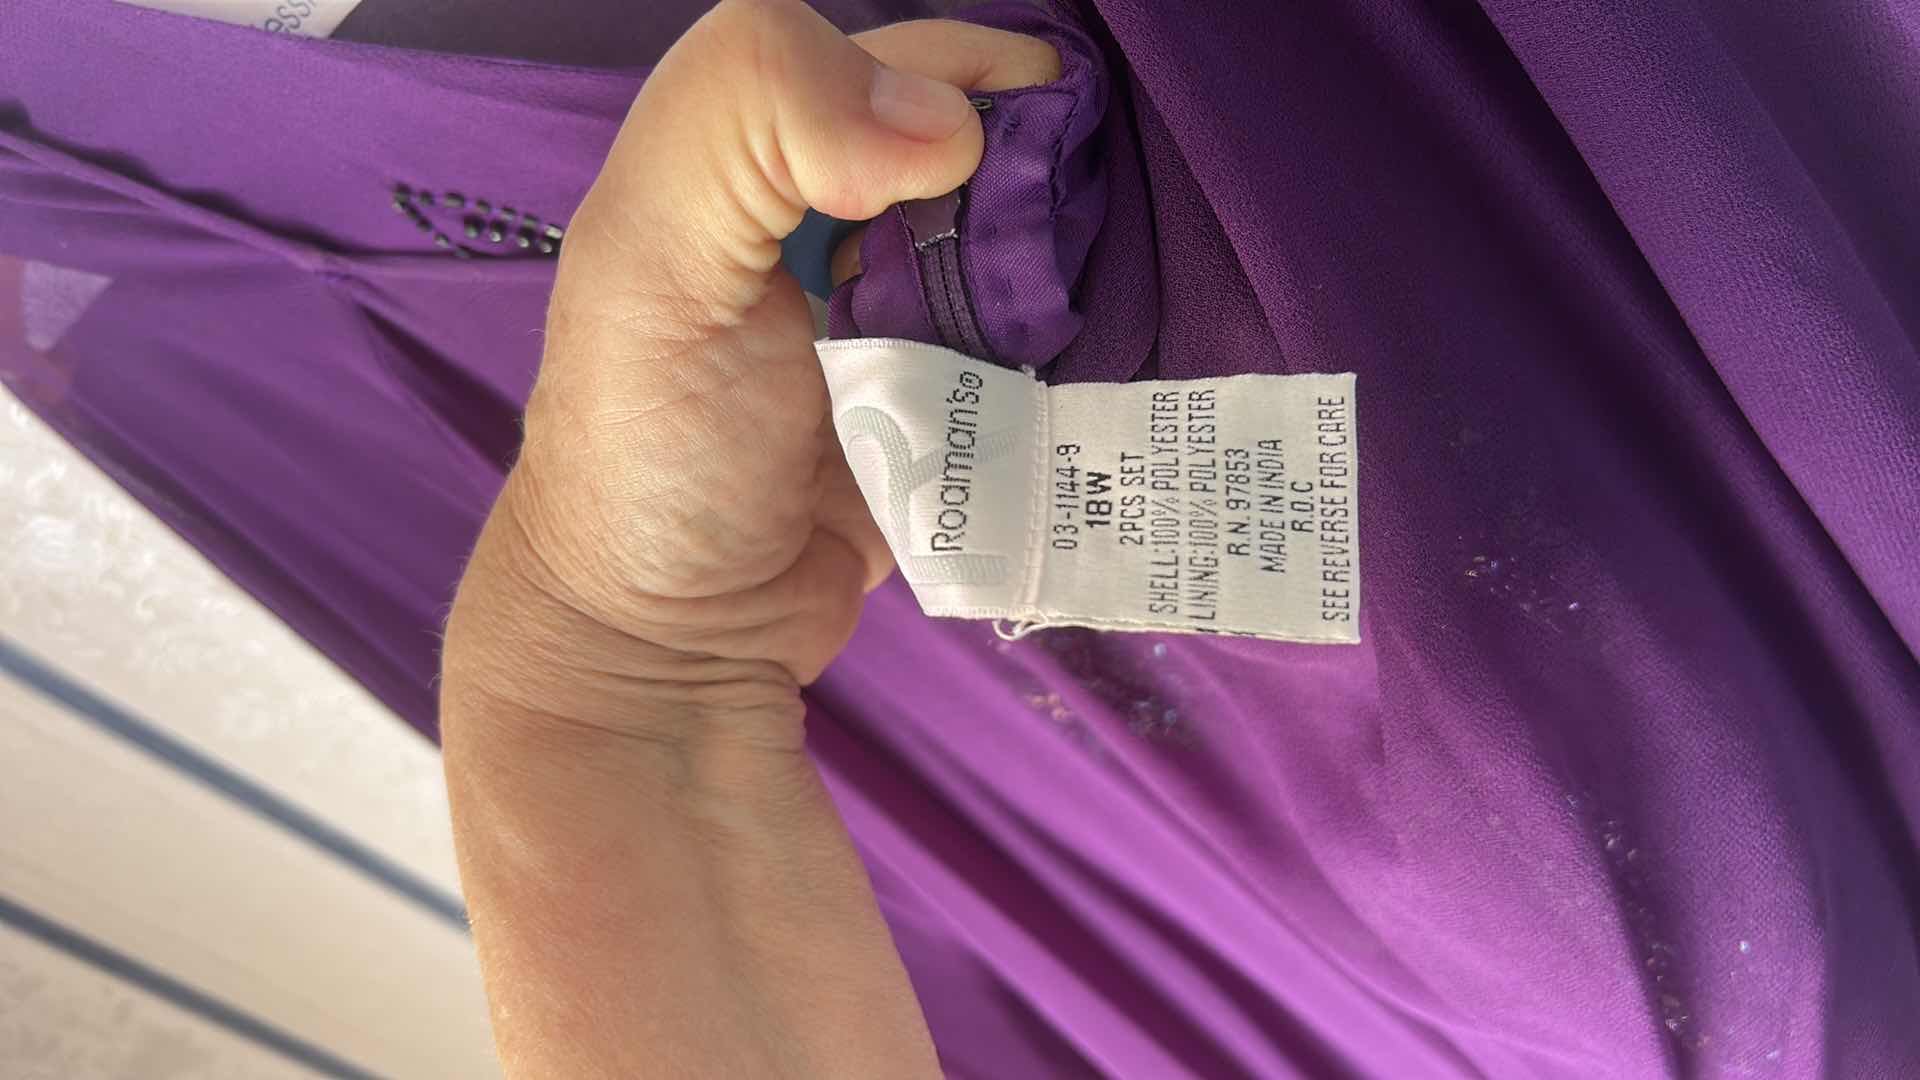 Roaman's®
03-1144-9
18W
2PCS SET
SHELL:100% POLYESTER
LINING:100% POLYESTER
R.N. 97853
MADE IN INDIA
R.O.C
SEE REVERSE FOR CARE